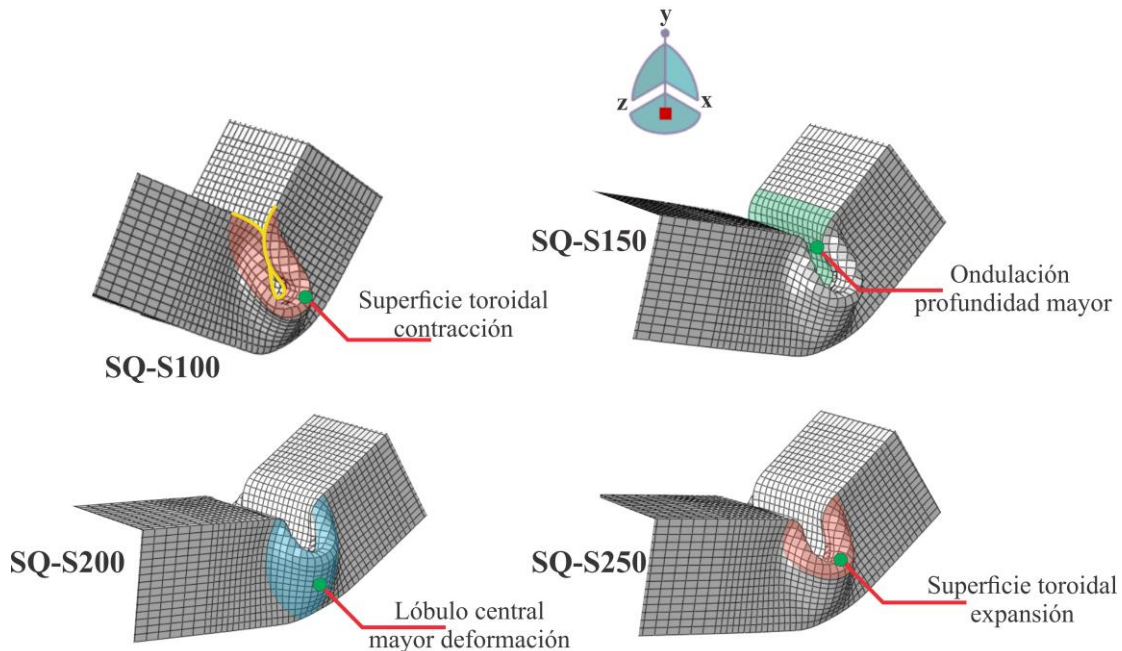 y
z
x
SQ-S100
Superficie toroidal
contracción
SQ-S150
Ondulación
profundidad mayor
SQ-S200
Lóbulo central
mayor deformación
SQ-S250
Superficie toroidal
expansión